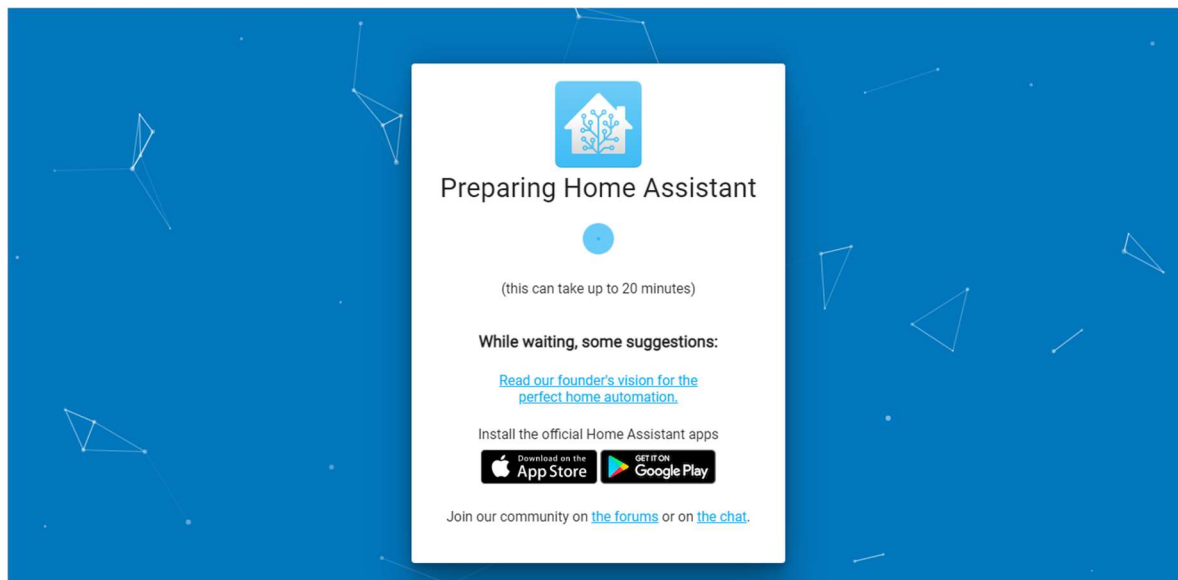 Preparing Home Assistant
(this can take up to 20 minutes)
While waiting, some suggestions:
Read our founder's vision for the
perfect home automation.
Install the official Home Assistant apps
Download on the
App Store
GET IT ON
Google Play
Join our community on the forums or on the chat.